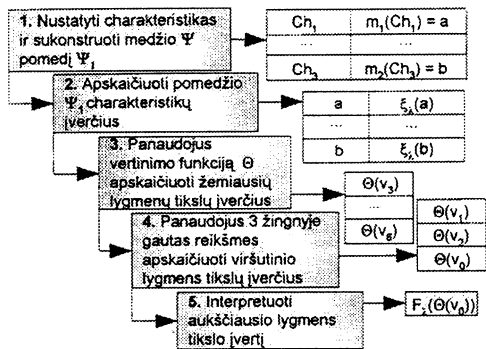 1. Nustatyti charakteristikas
ir sukonstruoti medžio Ψ
pomedį Ψ₁
Ch₁ m₁(Ch₁) = a
... ...
Ch₃ m₂(Ch₃) = b
2. Apskaičiuoti pomedžio
Ψ₁ charakteristikų
įverčius
a ξλ(a)
... ...
b ξλ(b)
3. Panaudojus
vertinimo funkciją Θ
apskaičiuoti žemiausių
lygmenų tikslų įverčius
Θ(v₃)
...
Θ(v₆)
4. Panaudojus 3 žingnyje
gautas reikšmes
apskaičiuoti viršutinio
lygmens tikslų įverčius
Θ(v₁)
Θ(v₂)
Θ(v₀)
5. Interpretuoti
aukščiausio lygmens
tikslo įvertį
F₂(Θ(v₀))